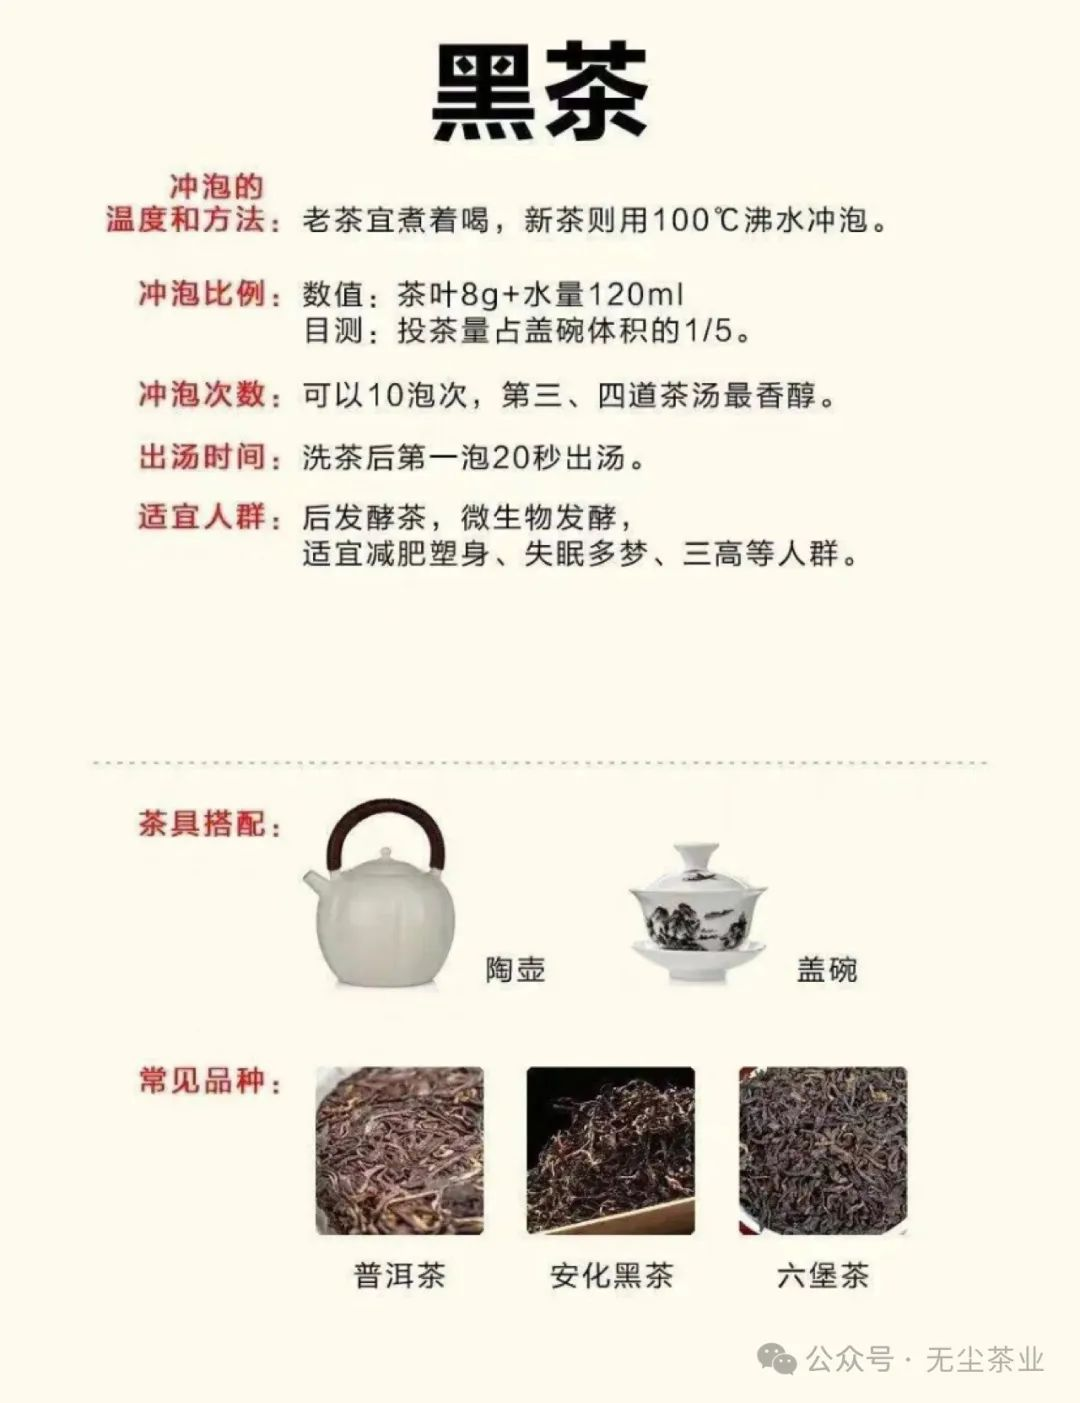 黑茶
冲泡的
温度和方法：老茶宜煮着喝，新茶则用100℃沸水冲泡。
冲泡比例：数值：茶叶8g+水量120ml
目测：投茶量占盖碗体积的1/5。
冲泡次数：可以10泡次，第三、四道茶汤最香醇。
出汤时间：洗茶后第一泡20秒出汤。
适宜人群：后发酵茶，微生物发酵，
适宜减肥塑身、失眠多梦、三高等人群。
茶具搭配：
陶壶
盖碗
常见品种：
普洱茶
安化黑茶
六堡茶
公众号·无尘茶业